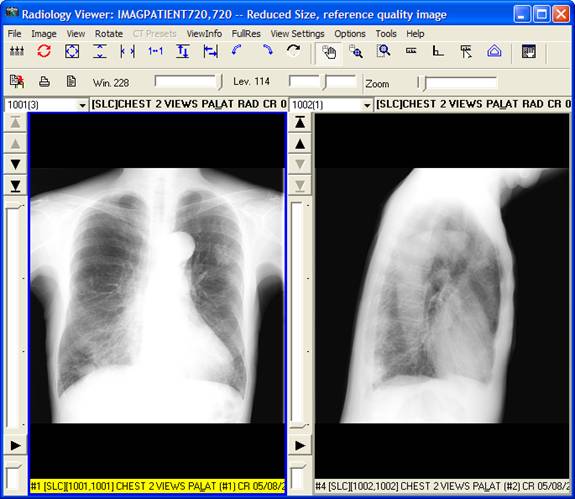 Radiology Viewer: IMAGPATIENT720,720 -- Reduced Size, reference quality image
File Image View Rotate CT Presets ViewInfo FullRes View Settings Options Tools Help
1↔1
Win. 228 Lev. 114 Zoom
1001(3) [SLC]CHEST 2 VIEWS PALAT RAD CR 0 1002(1) [SLC]CHEST 2 VIEWS PALAT RAD CR 0
#1 [SLC][1001,1001] CHEST 2 VIEWS PALAT (#1) CR 05/08/2 #4 [SLC][1002,1002] CHEST 2 VIEWS PALAT (#2) CR 05/08/2